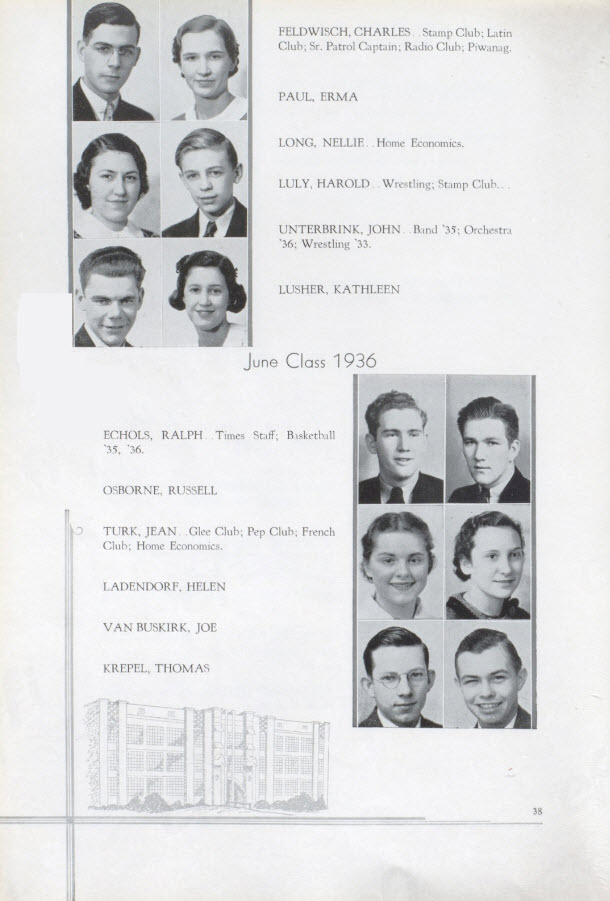 FELDWISCH, CHARLES . . Stamp Club; Latin
Club; Sr. Patrol Captain; Radio Club; Piwanag.
PAUL, ERMA
LONG, NELLIE . . Home Economics.
LULY, HAROLD . . Wrestling; Stamp Club. . .
UNTERBRINK, JOHN . . Band '35; Orchestra
'36; Wrestling '33.
LUSHER, KATHLEEN
June Class 1936
ECHOLS, RALPH . . Times Staff; Basketball
'35, '36.
OSBORNE, RUSSELL
TURK, JEAN . . Glee Club; Pep Club; French
Club; Home Economics.
LADENDORF, HELEN
VAN BUSKIRK, JOE
KREPEL, THOMAS
38